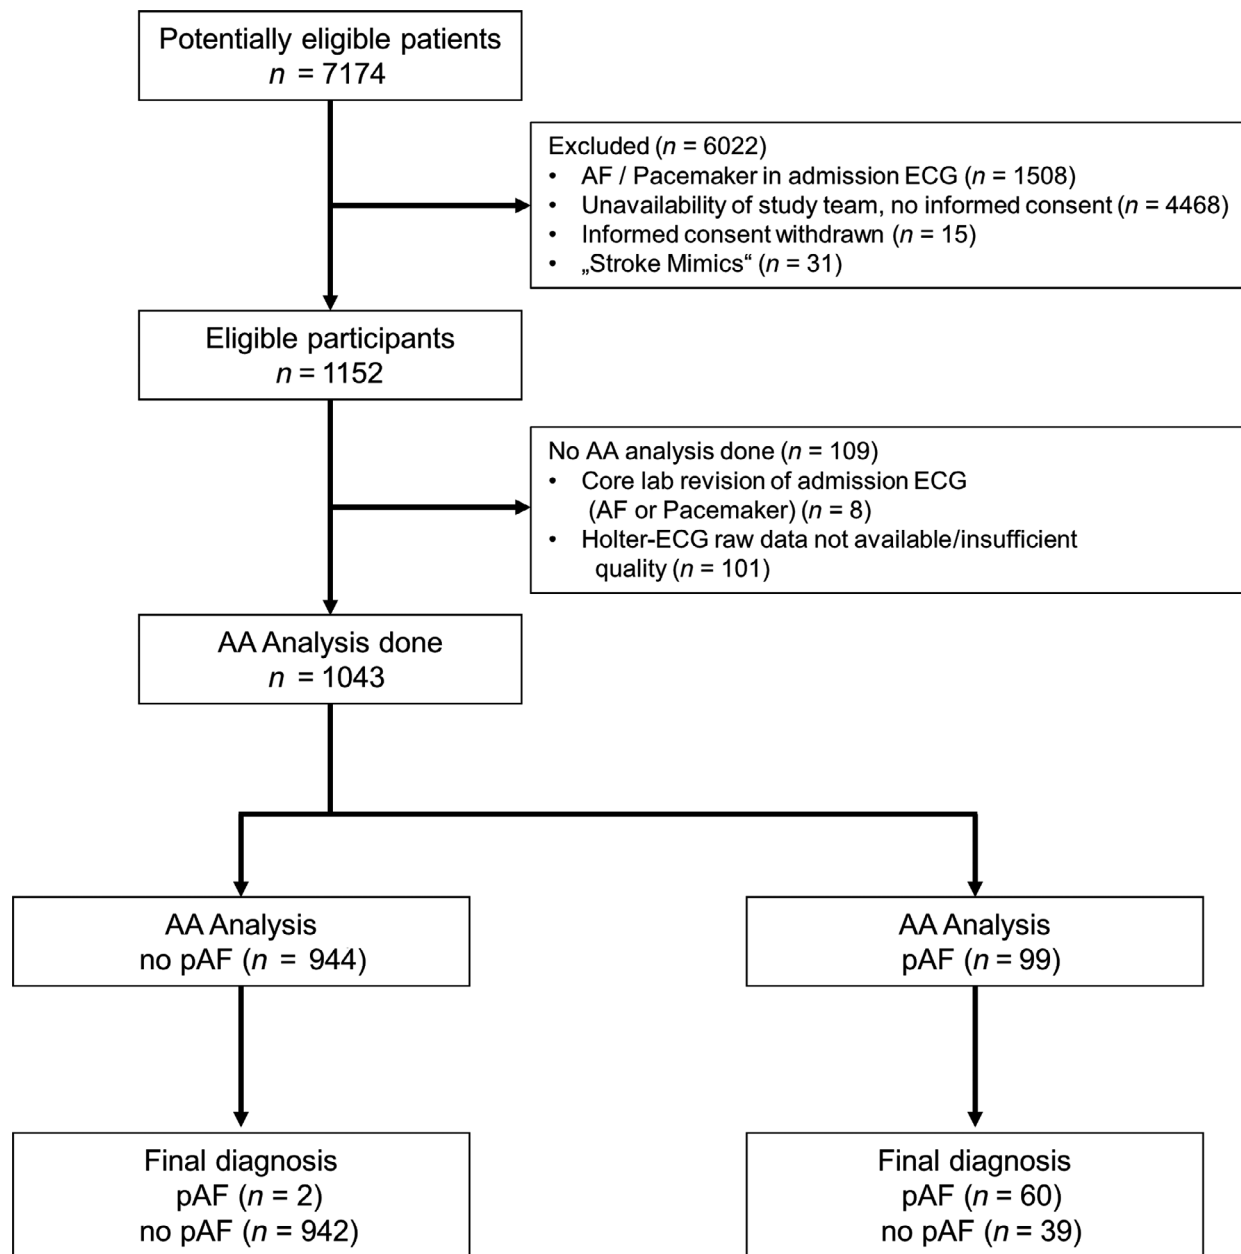 Potentially eligible patients
n = 7174
Excluded (n = 6022)
• AF / Pacemaker in admission ECG (n = 1508)
• Unavailability of study team, no informed consent (n = 4468)
• Informed consent withdrawn (n = 15)
• „Stroke Mimics“ (n = 31)
Eligible participants
n = 1152
No AA analysis done (n = 109)
• Core lab revision of admission ECG
(AF or Pacemaker) (n = 8)
• Holter-ECG raw data not available/insufficient
quality (n = 101)
AA Analysis done
n = 1043
AA Analysis
no pAF (n = 944)
AA Analysis
pAF (n = 99)
Final diagnosis
pAF (n = 2)
no pAF (n = 942)
Final diagnosis
pAF (n = 60)
no pAF (n = 39)